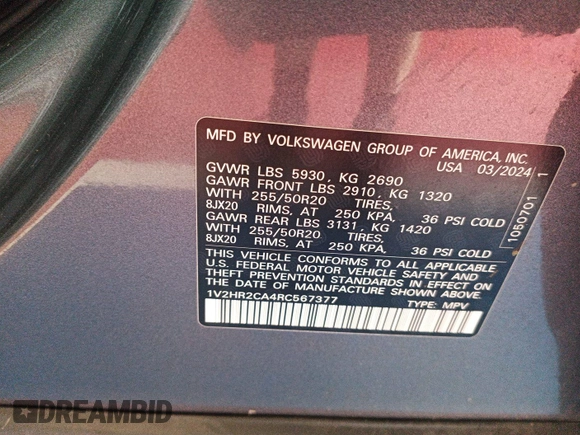 MFD BY VOLKSWAGEN GROUP OF AMERICA, INC.
USA 03/2024
GVWR LBS 5930, KG 2690
GAWR FRONT LBS 2910, KG 1320
WITH 255/50R20 TIRES,
8JX20 RIMS, AT 250 KPA. 36 PSI COLD
GAWR REAR LBS 3131, KG 1420
WITH 255/50R20 TIRES,
8JX20 RIMS, AT 250 KPA. 36 PSI COLD
THIS VEHICLE CONFORMS TO ALL APPLICABLE
U.S. FEDERAL MOTOR VEHICLE SAFETY AND
THEFT PREVENTION STANDARDS IN EFFECT ON
THE DATE OF MANUFACTURE SHOWN ABOVE.
1V2HR2CA4RC567377 TYPE: MPV
1050701 1
DREAMBID